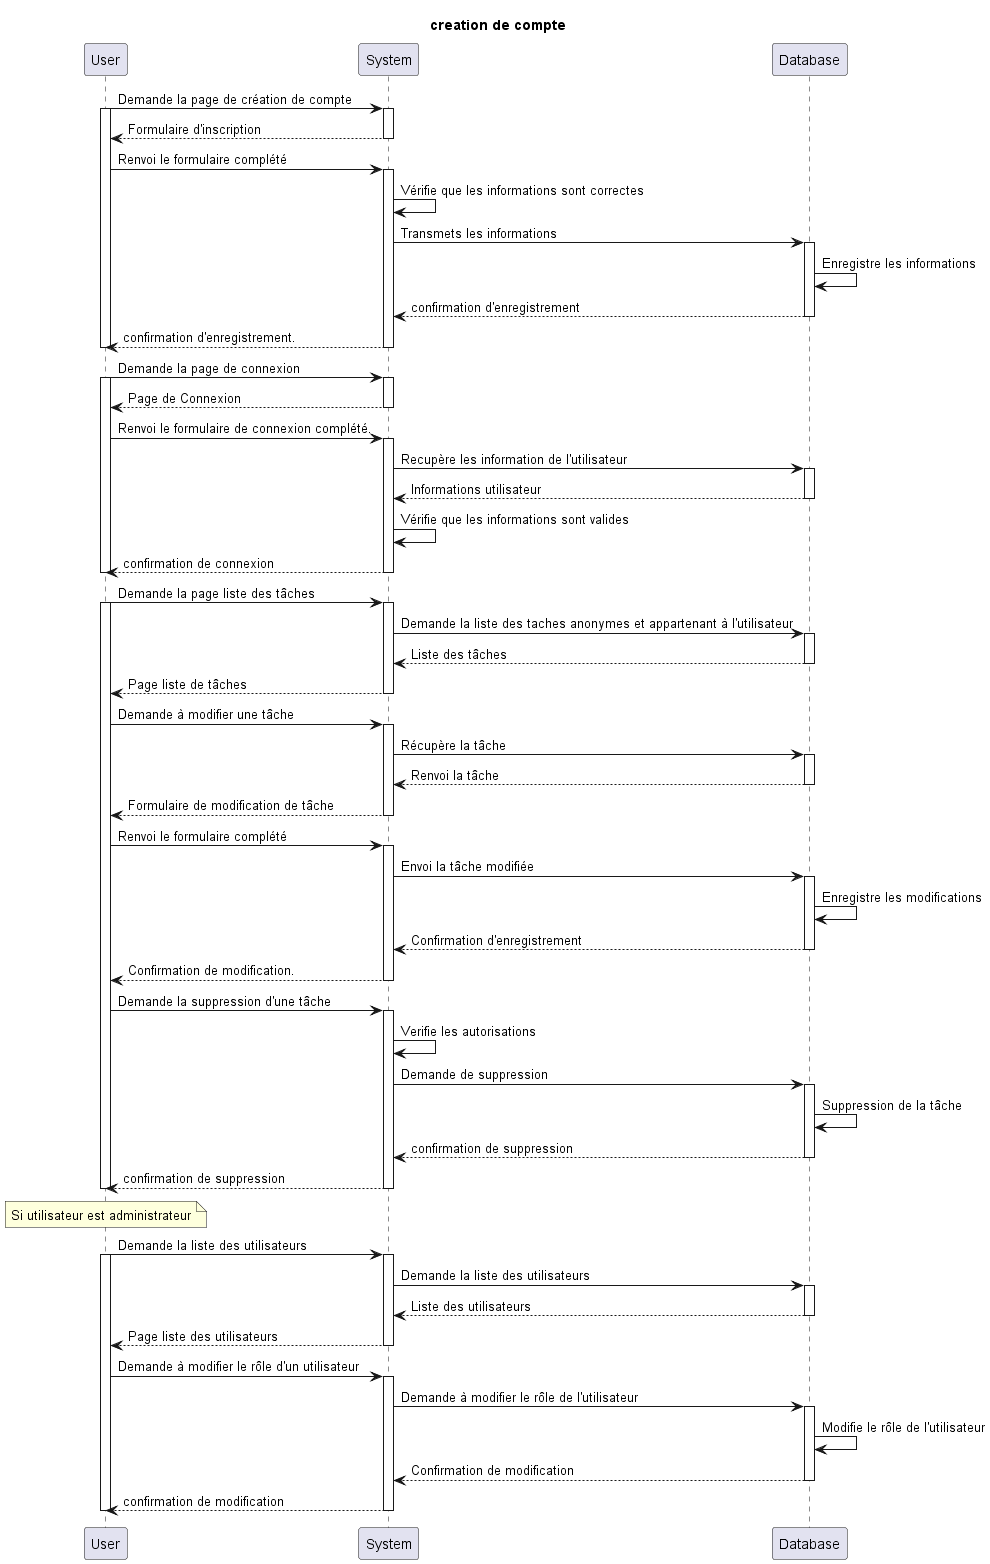 creation de compte
User System Database
Demande la page de création de compte
Formulaire d'inscription
Renvoi le formulaire complété
Vérifie que les informations sont correctes
Transmets les informations
Enregistre les informations
confirmation d'enregistrement
confirmation d'enregistrement.
Demande la page de connexion
Page de Connexion
Renvoi le formulaire de connexion complété.
Recupère les information de l'utilisateur
Informations utilisateur
Vérifie que les informations sont valides
confirmation de connexion
Demande la page liste des tâches
Demande la liste des taches anonymes et appartenant à l'utilisateur
Liste des tâches
Page liste de tâches
Demande à modifier une tâche
Récupère la tâche
Renvoi la tâche
Formulaire de modification de tâche
Renvoi le formulaire complété
Envoi la tâche modifiée
Enregistre les modifications
Confirmation d'enregistrement
Confirmation de modification.
Demande la suppression d'une tâche
Verifie les autorisations
Demande de suppression
Suppression de la tâche
confirmation de suppression
confirmation de suppression
Si utilisateur est administrateur
Demande la liste des utilisateurs
Demande la liste des utilisateurs
Liste des utilisateurs
Page liste des utilisateurs
Demande à modifier le rôle d'un utilisateur
Demande à modifier le rôle de l'utilisateur
Modifie le rôle de l'utilisateur
Confirmation de modification
confirmation de modification
User System Database